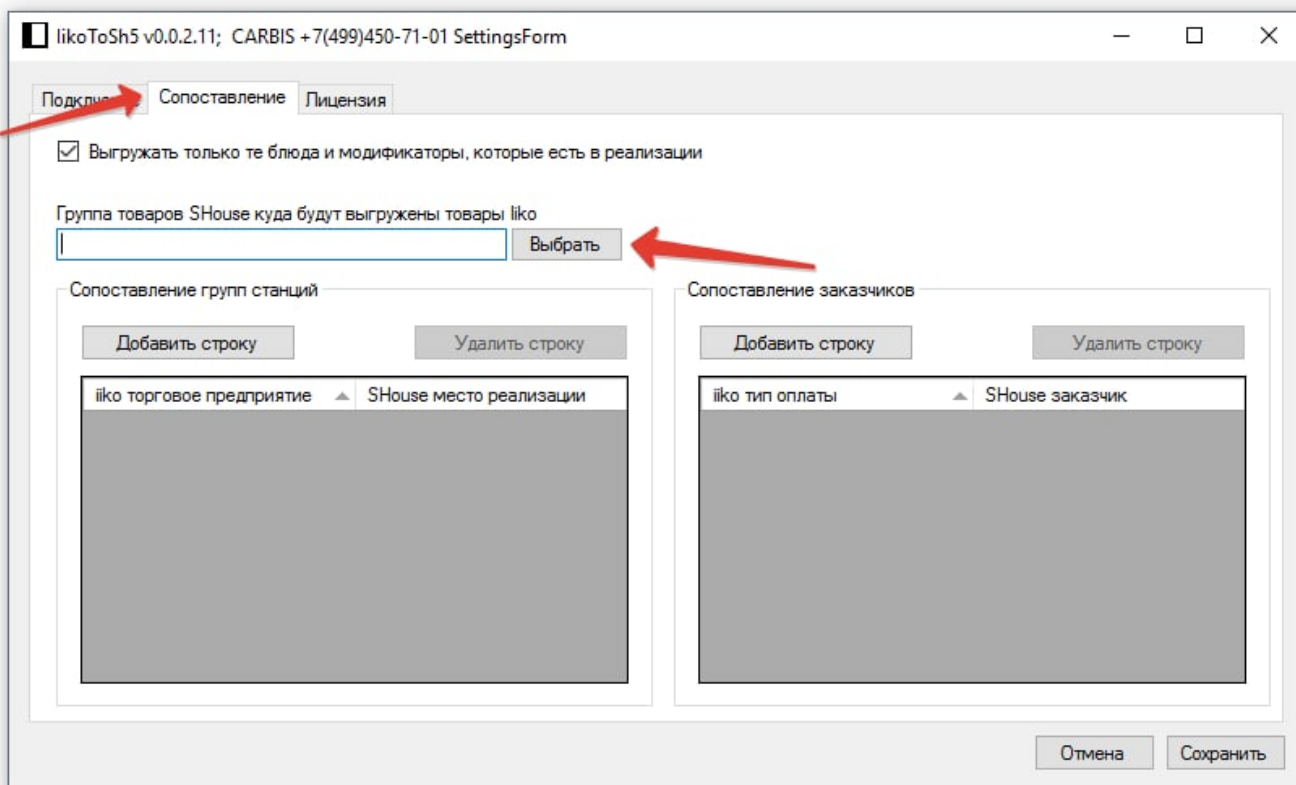 IikoToSh5 v0.0.2.11; CARBIS +7(499)450-71-01 SettingsForm
Сопоставление Лицензия
Выгружать только те блюда и модификаторы, которые есть в реализации
Группа товаров SHouse куда будут выгружены товары Iiko
Выбрать
Сопоставление групп станций
Добавить строку Удалить строку
iiko торговое предприятие SHouse место реализации
Сопоставление заказчиков
Добавить строку Удалить строку
iiko тип оплаты SHouse заказчик
Отмена Сохранить